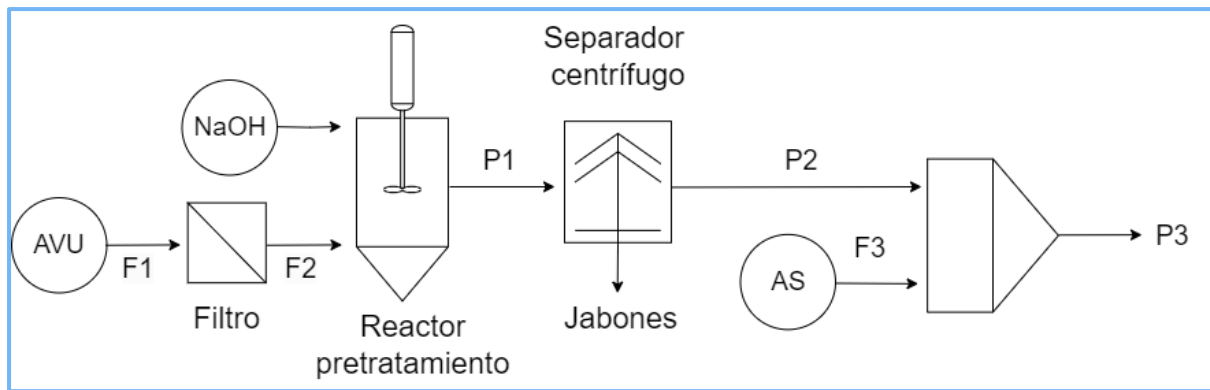 Separador
centrífugo
NaOH
P1
P2
AVU
F1
F2
F3
P3
AS
Filtro
Reactor
pretratamiento
Jabones